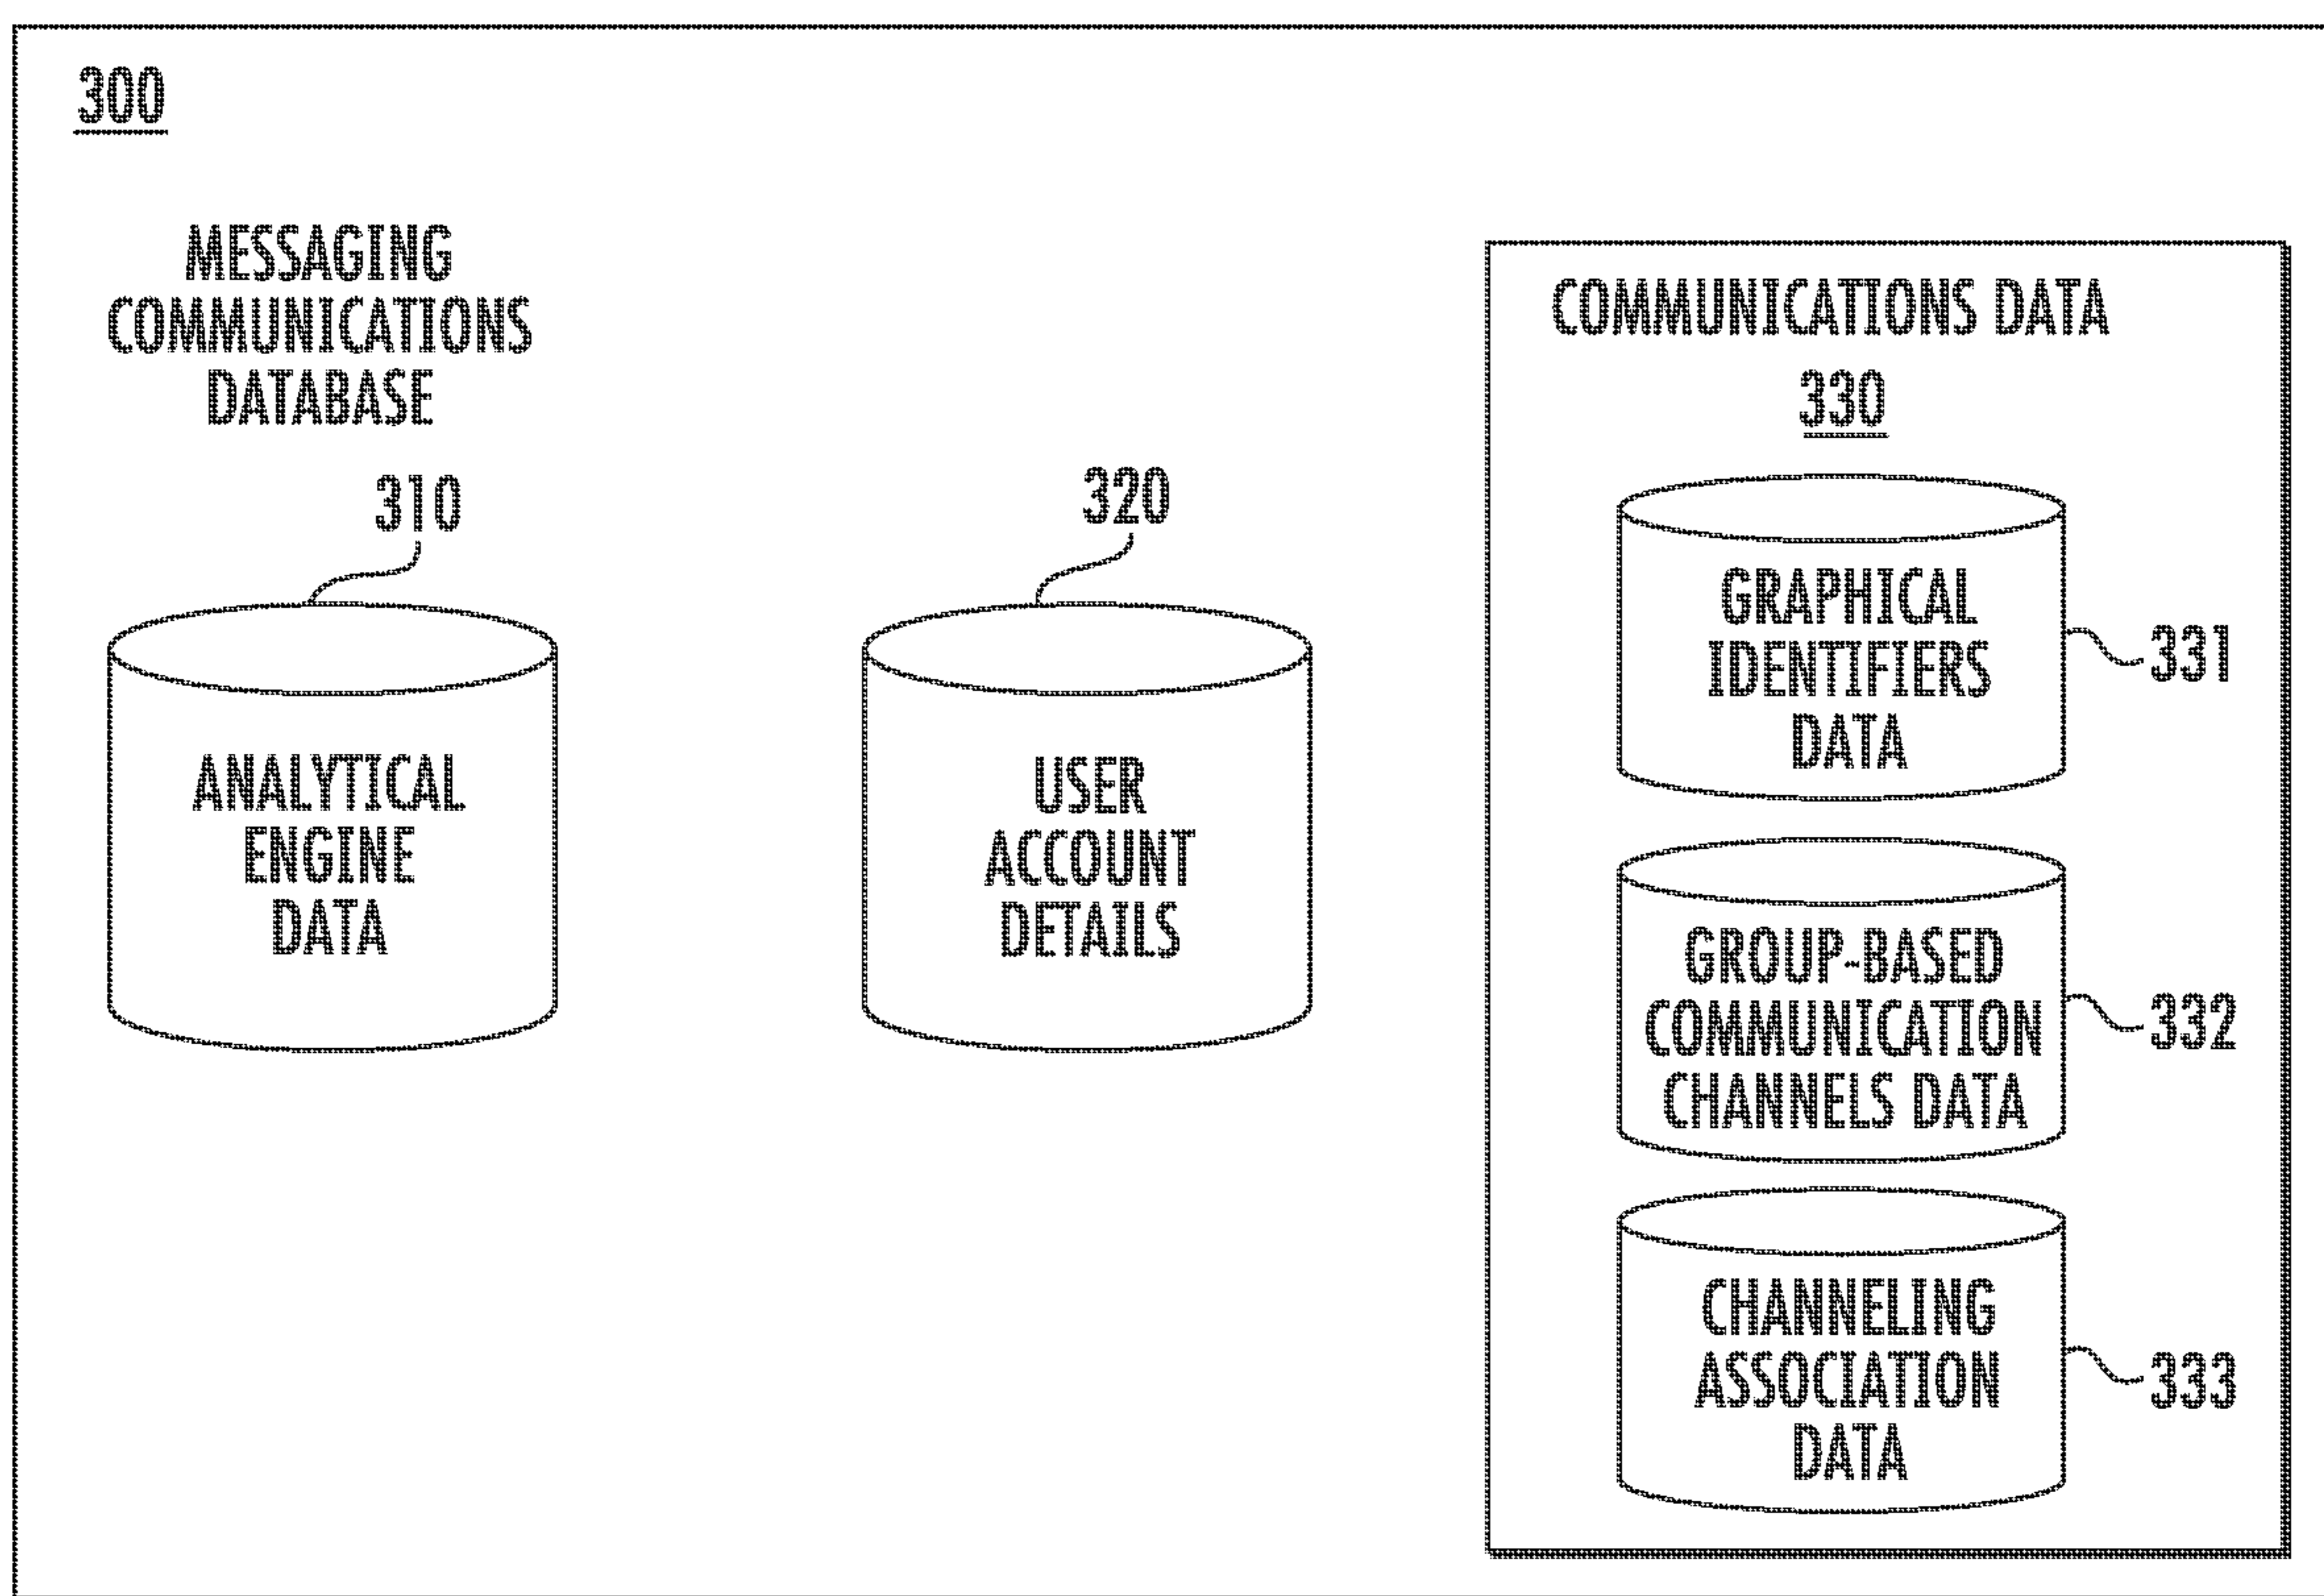 300
MESSAGING
COMMUNICATIONS
DATABASE
310
ANALYTICAL
ENGINE
DATA
320
USER
ACCOUNT
DETAILS
COMMUNICATIONS DATA
330
GRAPHICAL
IDENTIFIERS
DATA
331
GROUP-BASED
COMMUNICATION
CHANNELS DATA
332
CHANNELING
ASSOCIATION
DATA
333